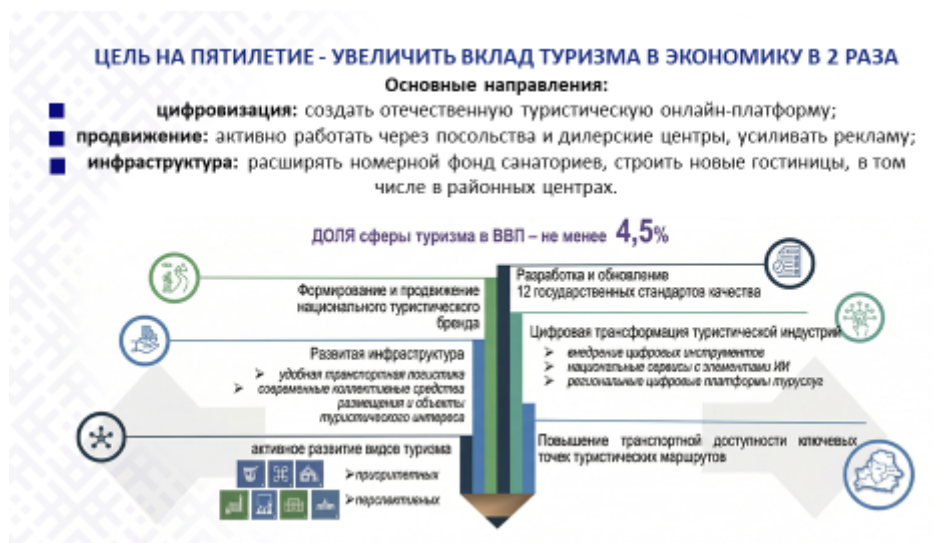 ЦЕЛЬ НА ПЯТИЛЕТИЕ - УВЕЛИЧИТЬ ВКЛАД ТУРИЗМА В ЭКОНОМИКУ В 2 РАЗА
Основные направления:
цифровизация: создать отечественную туристическую онлайн-платформу;
продвижение: активно работать через посольства и дилерские центры, усиливать рекламу;
инфраструктура: расширять номерной фонд санаториев, строить новые гостиницы, в том
числе в районных центрах.
ДОЛЯ сферы туризма в ВВП – не менее 4,5%
Формирование и продвижение
национального туристического
бренда
Развитая инфраструктура
удобная транспортная логистика
современные коллективные средства
размещения и объекты
туристического интереса
активное развитие видов туризма
приоритетных
перспективных
Разработка и обновление
12 государственных стандартов качества
Цифровая трансформация туристической индустрии
внедрение цифровых инструментов
национальные сервисы с элементами ИИ
региональные цифровые платформы туруслуг
Повышение транспортной доступности ключевых
точек туристических маршрутов